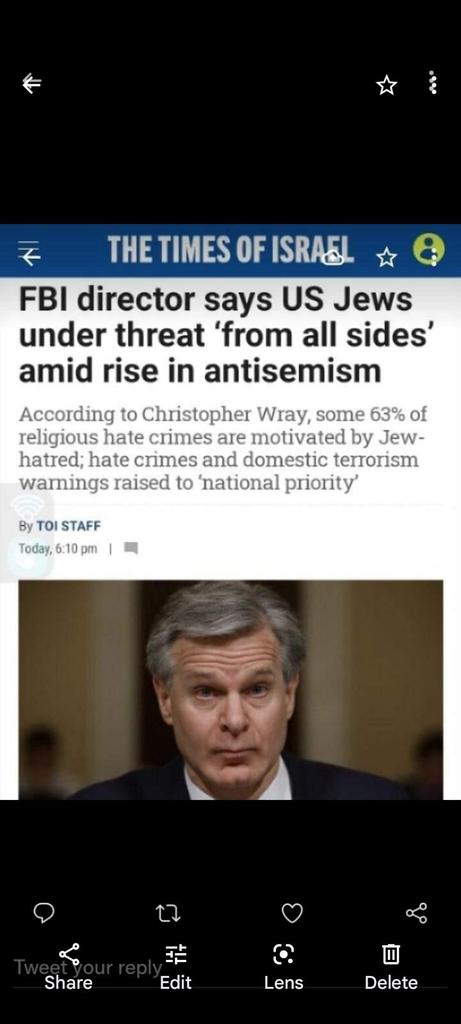 THE TIMES OF ISRAEL
FBI director says US Jews
under threat ‘from all sides’
amid rise in antisemism
According to Christopher Wray, some 63% of
religious hate crimes are motivated by Jew-
hatred; hate crimes and domestic terrorism
warnings raised to ‘national priority’
By TOI STAFF
Today, 6:10 pm |
Tweet your reply
Share Edit Lens Delete